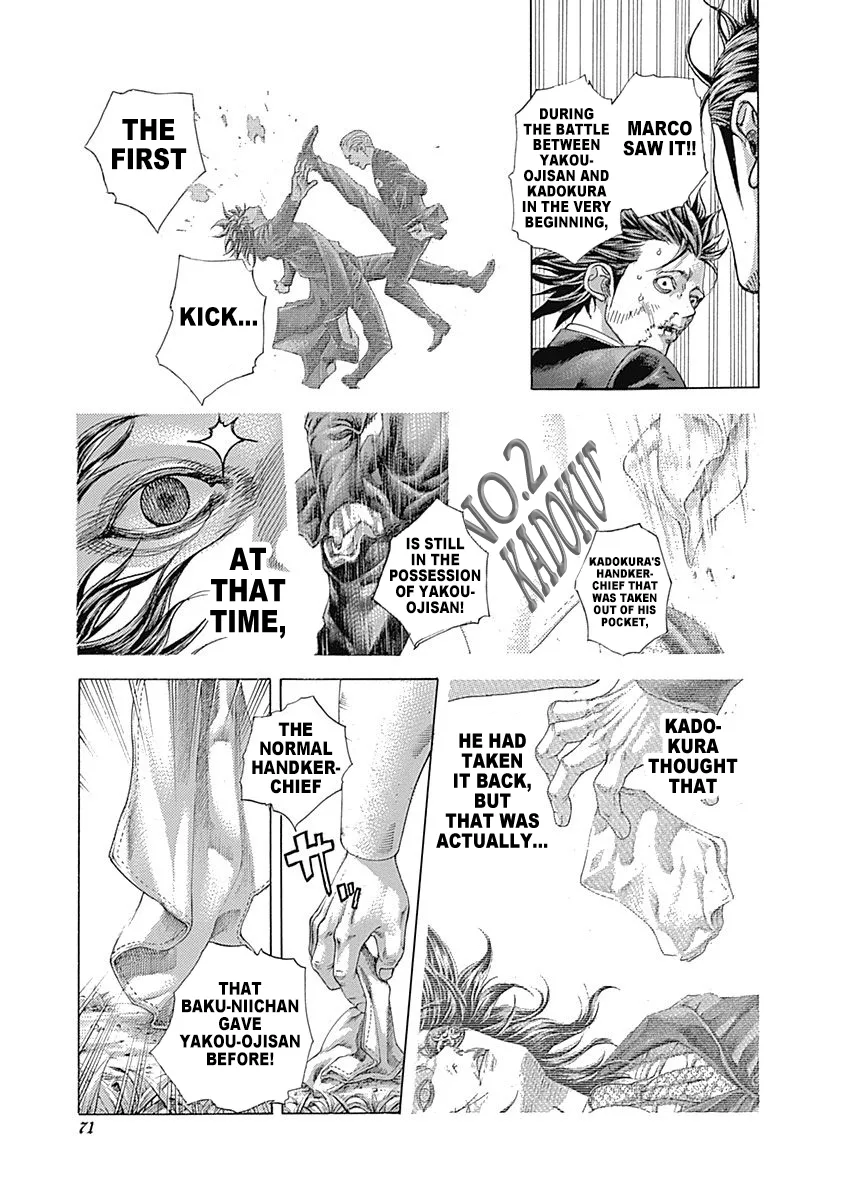 MARCO
SAW IT!!
DURING
THE BATTLE
BETWEEN
YAKOU-
OJISAN AND
KADOKURA
IN THE VERY
BEGINNING,
THE
FIRST
KICK...
KADOKURA'S
HANDKER-
CHIEF THAT
WAS TAKEN
OUT OF HIS
POCKET,
NO.2
KADOKU
IS STILL
IN THE
POSSESSION
OF YAKOU-
OJISAN!
AT
THAT
TIME,
KADO-
KURA
THOUGHT
THAT
HE HAD
TAKEN
IT BACK,
BUT
THAT WAS
ACTUALLY...
THE
NORMAL
HANDKER-
CHIEF
ザッ
THAT
BAKU-NIICHAN
GAVE
YAKOU-OJISAN
BEFORE!
71